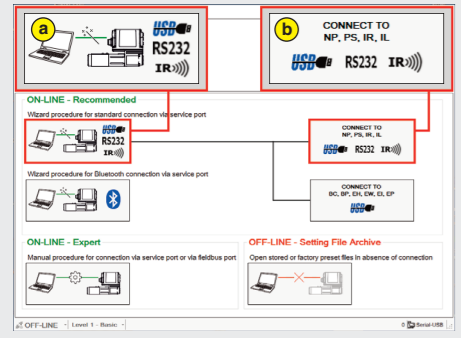 a
USB
RS232
IR
b
CONNECT TO
NP, PS, IR, IL
USB RS232 IR
ON-LINE - Recommended
Wizard procedure for standard connection via service port
USB
RS232
IR
CONNECT TO
NP, PS, IR, IL
USB RS232 IR
Wizard procedure for Bluetooth connection via service port
CONNECT TO
BC, BP, EH, EW, EI, EP
USB
ON-LINE - Expert
Manual procedure for connection via service port or via fieldbus port
OFF-LINE - Setting File Archive
Open stored or factory preset files in absence of connection
OFF-LINE Level 1 - Basic 0 Serial-USB